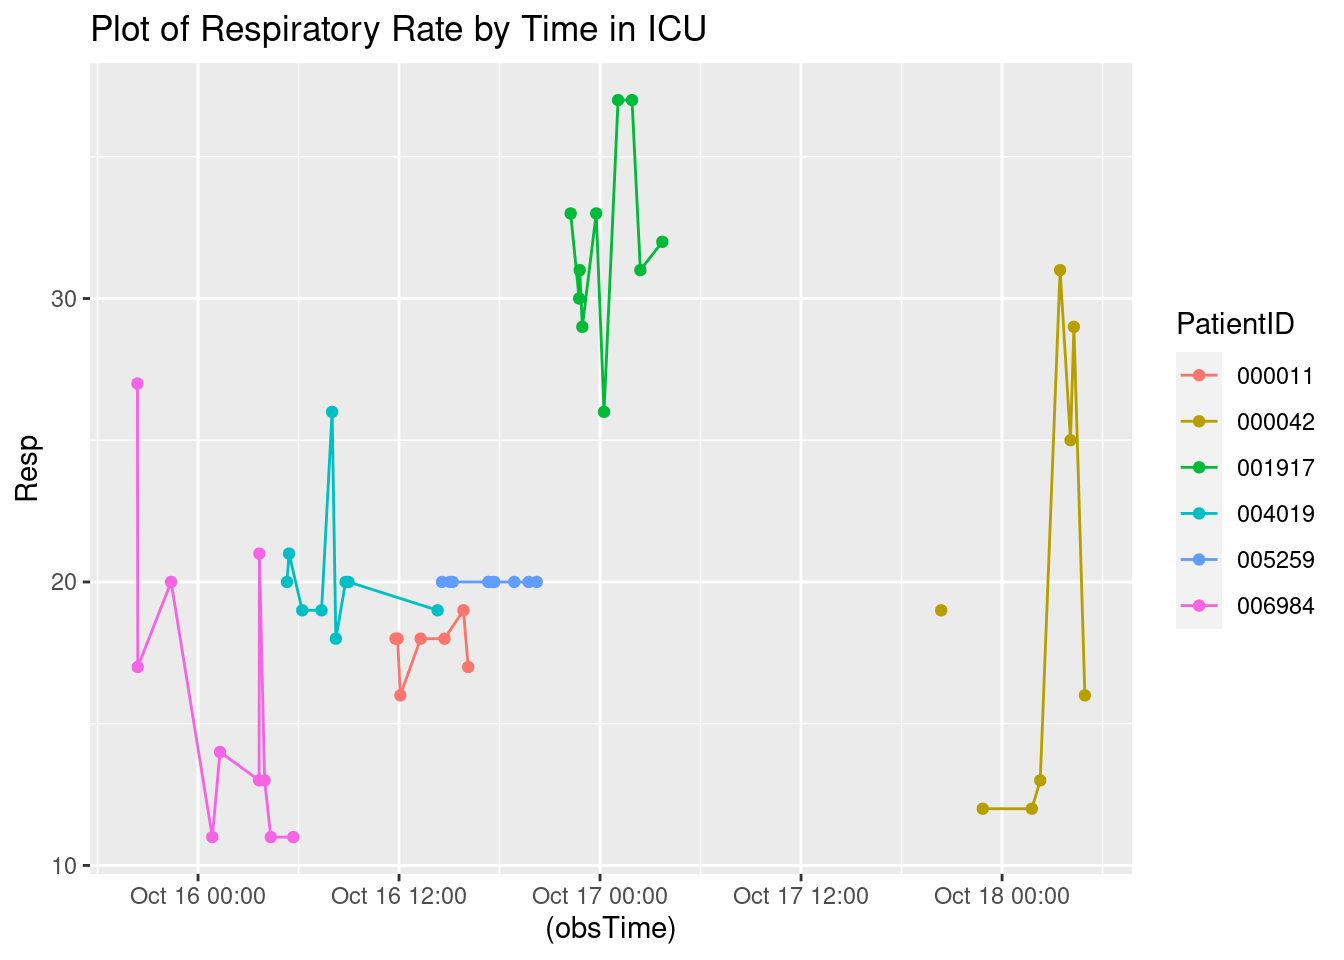 Plot of Respiratory Rate by Time in ICU
Resp
30
20
10
Oct 16 00:00
Oct 16 12:00
Oct 17 00:00
Oct 17 12:00
Oct 18 00:00
(obsTime)
PatientID
000011
000042
001917
004019
005259
006984